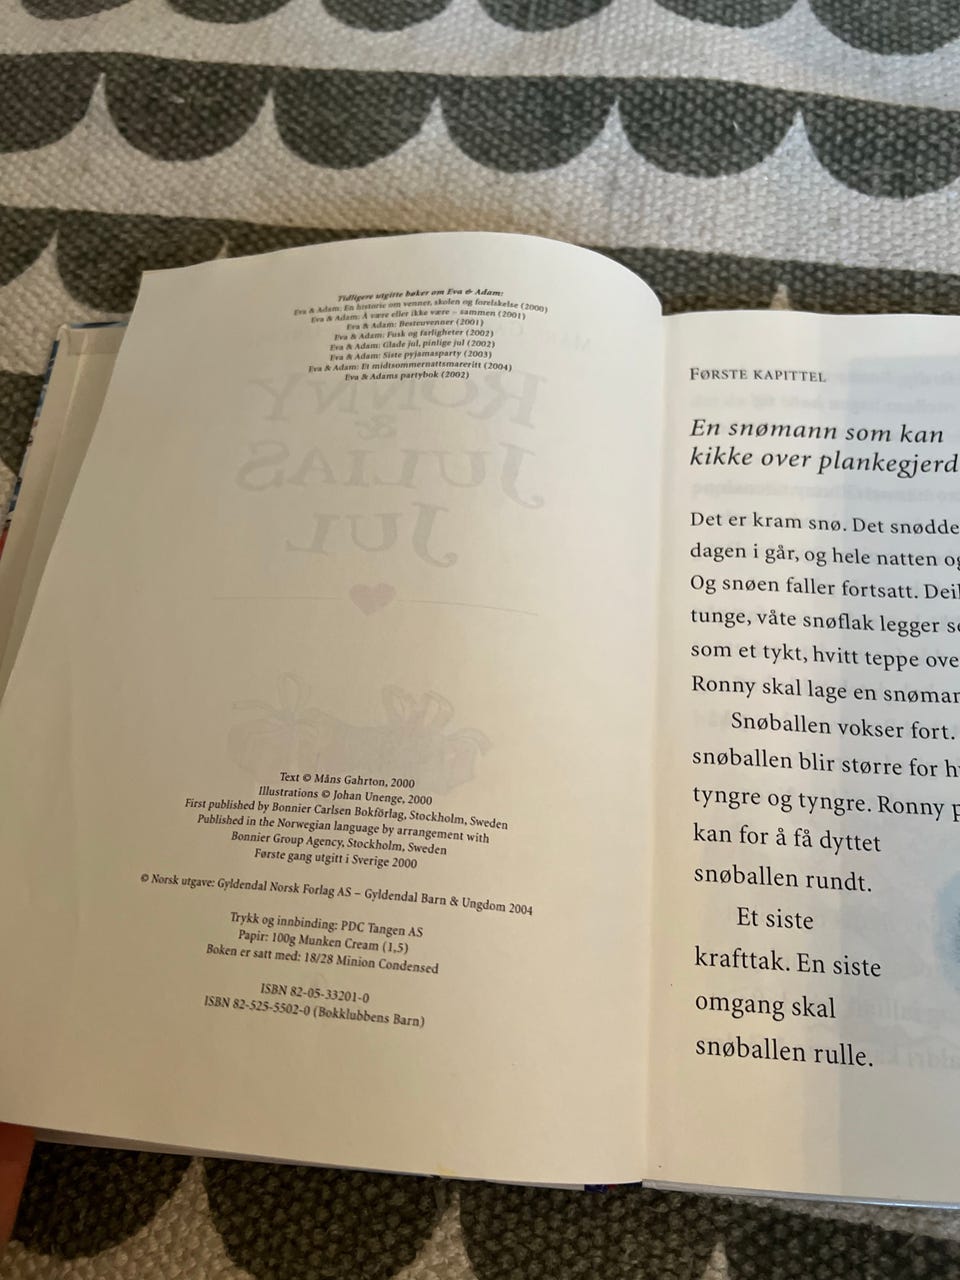 Tidligere utgitte bøker om Eva & Adam:
Eva & Adam: En historie om venner, skolen og forelskelse (2000)
Eva & Adam: Å være eller ikke være – sammen (2001)
Eva & Adam: Bestevenner (2001)
Eva & Adam: Fusk og farligheter (2002)
Eva & Adam: Glade jul, pinlige jul (2002)
Eva & Adam: Siste pyjamasparty (2003)
Eva & Adam: Et midtsommernattsmareritt (2004)
Eva & Adams partybok (2002)
RONNY
&
JULIAS
JUL
Text © Måns Gahrton, 2000
Illustrations © Johan Unenge, 2000
First published by Bonnier Carlsen Bokförlag, Stockholm, Sweden
Published in the Norwegian language by arrangement with
Bonnier Group Agency, Stockholm, Sweden
Første gang utgitt i Sverige 2000
© Norsk utgave: Gyldendal Norsk Forlag AS – Gyldendal Barn & Ungdom 2004
Trykk og innbinding: PDC Tangen AS
Papir: 100g Munken Cream (1,5)
Boken er satt med: 18/28 Minion Condensed
ISBN 82-05-33201-0
ISBN 82-525-5502-0 (Bokklubbens Barn)
FØRSTE KAPITTEL
En snømann som kan
kikke over plankegjerd
Det er kram snø. Det snødde
dagen i går, og hele natten og
Og snøen faller fortsatt. Deil
tunge, våte snøflak legger se
som et tykt, hvitt teppe ove
Ronny skal lage en snøman
Snøballen vokser fort.
snøballen blir større for h
tyngre og tyngre. Ronny p
kan for å få dyttet
snøballen rundt.
Et siste
krafttak. En siste
omgang skal
snøballen rulle.